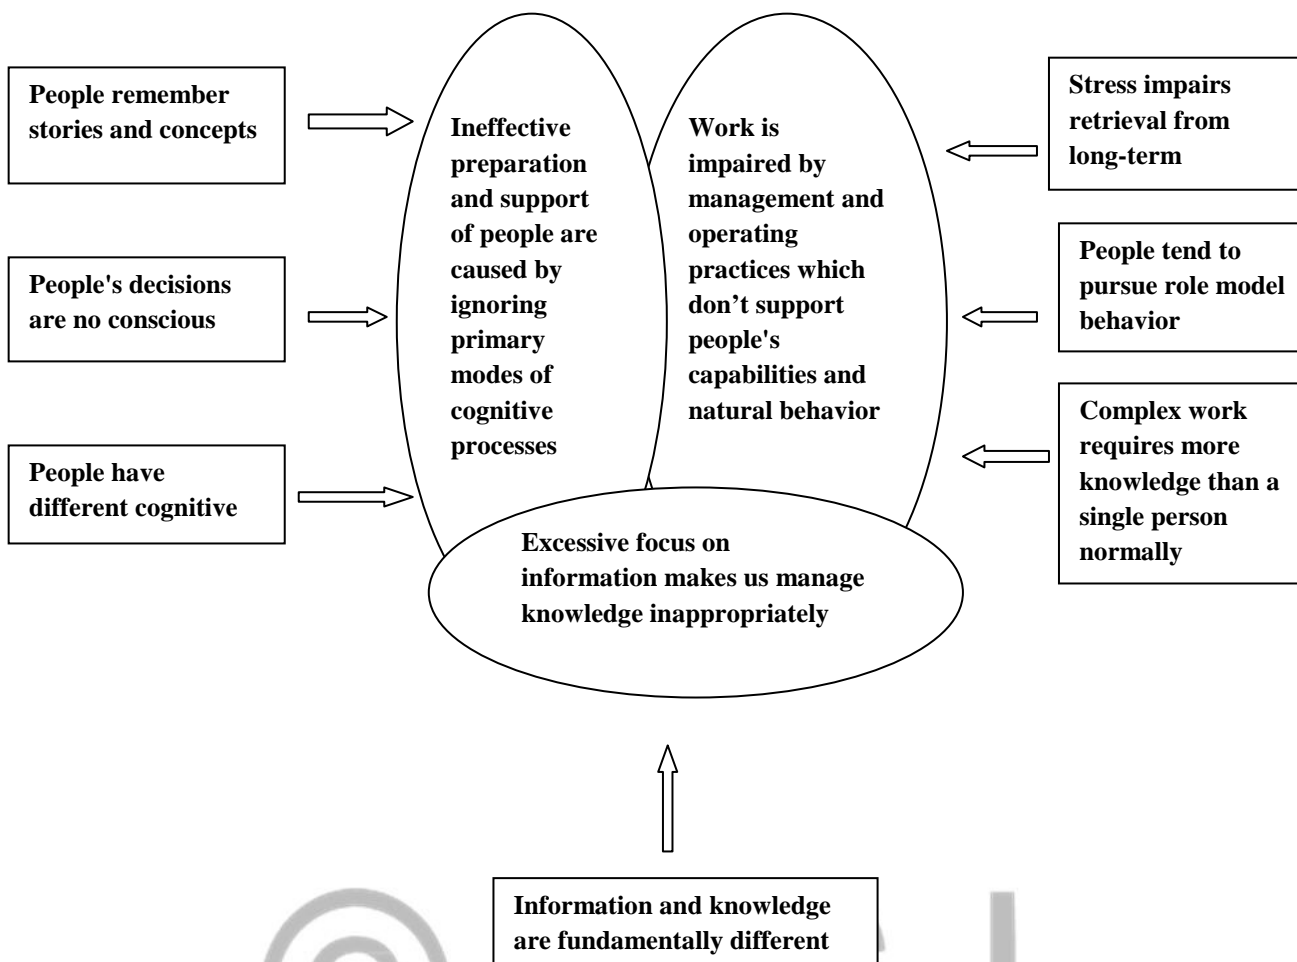 People remember
stories and concepts
People's decisions
are no conscious
People have
different cognitive
Ineffective
preparation
and support
of people are
caused by
ignoring
primary
modes of
cognitive
processes
Work is
impaired by
management and
operating
practices which
don’t support
people's
capabilities and
natural behavior
Excessive focus on
information makes us manage
knowledge inappropriately
Stress impairs
retrieval from
long-term
People tend to
pursue role model
behavior
Complex work
requires more
knowledge than a
single person
normally
Information and knowledge
are fundamentally different